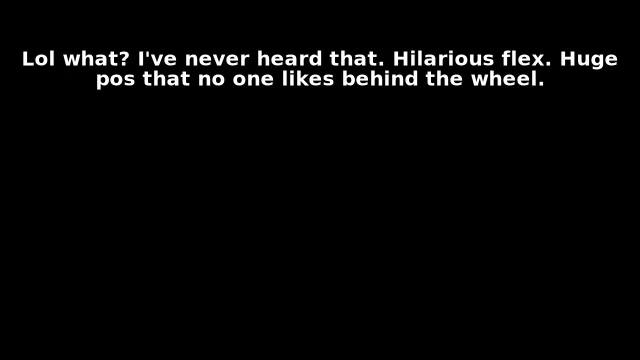 Lol what? I've never heard that. Hilarious flex. Huge
pos that no one likes behind the wheel.